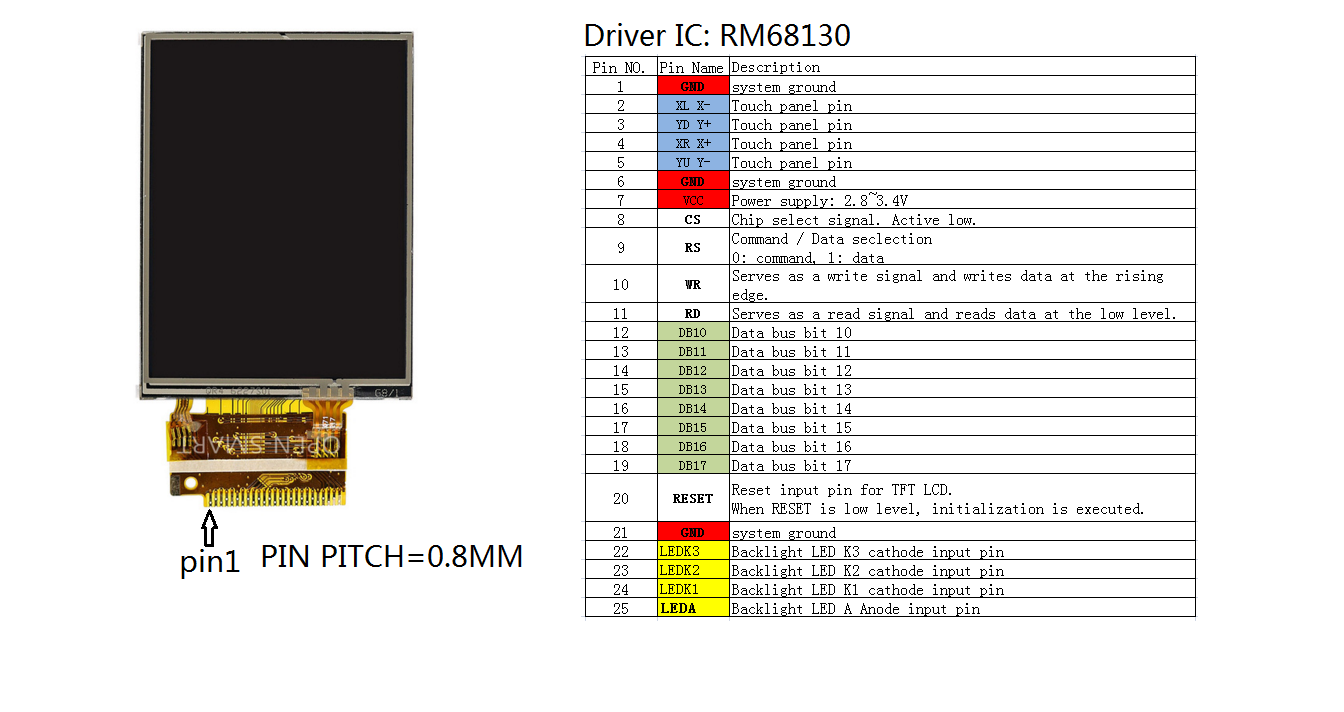 Driver IC: RM68130
Pin NO. Pin Name Description
1 GND system ground
2 XL X- Touch panel pin
3 YD Y+ Touch panel pin
4 XR X+ Touch panel pin
5 YU Y- Touch panel pin
6 GND system ground
7 VCC Power supply: 2.8~3.4V
8 CS Chip select signal. Active low.
9 RS Command / Data seclection
0: command, 1: data
10 WR Serves as a write signal and writes data at the rising
edge.
11 RD Serves as a read signal and reads data at the low level.
12 DB10 Data bus bit 10
13 DB11 Data bus bit 11
14 DB12 Data bus bit 12
15 DB13 Data bus bit 13
16 DB14 Data bus bit 14
17 DB15 Data bus bit 15
18 DB16 Data bus bit 16
19 DB17 Data bus bit 17
20 RESET Reset input pin for TFT LCD.
When RESET is low level, initialization is executed.
21 GND system ground
22 LEDK3 Backlight LED K3 cathode input pin
23 LEDK2 Backlight LED K2 cathode input pin
24 LEDK1 Backlight LED K1 cathode input pin
25 LEDA Backlight LED A Anode input pin
OPEN-SMART
pin1 PIN PITCH=0.8MM